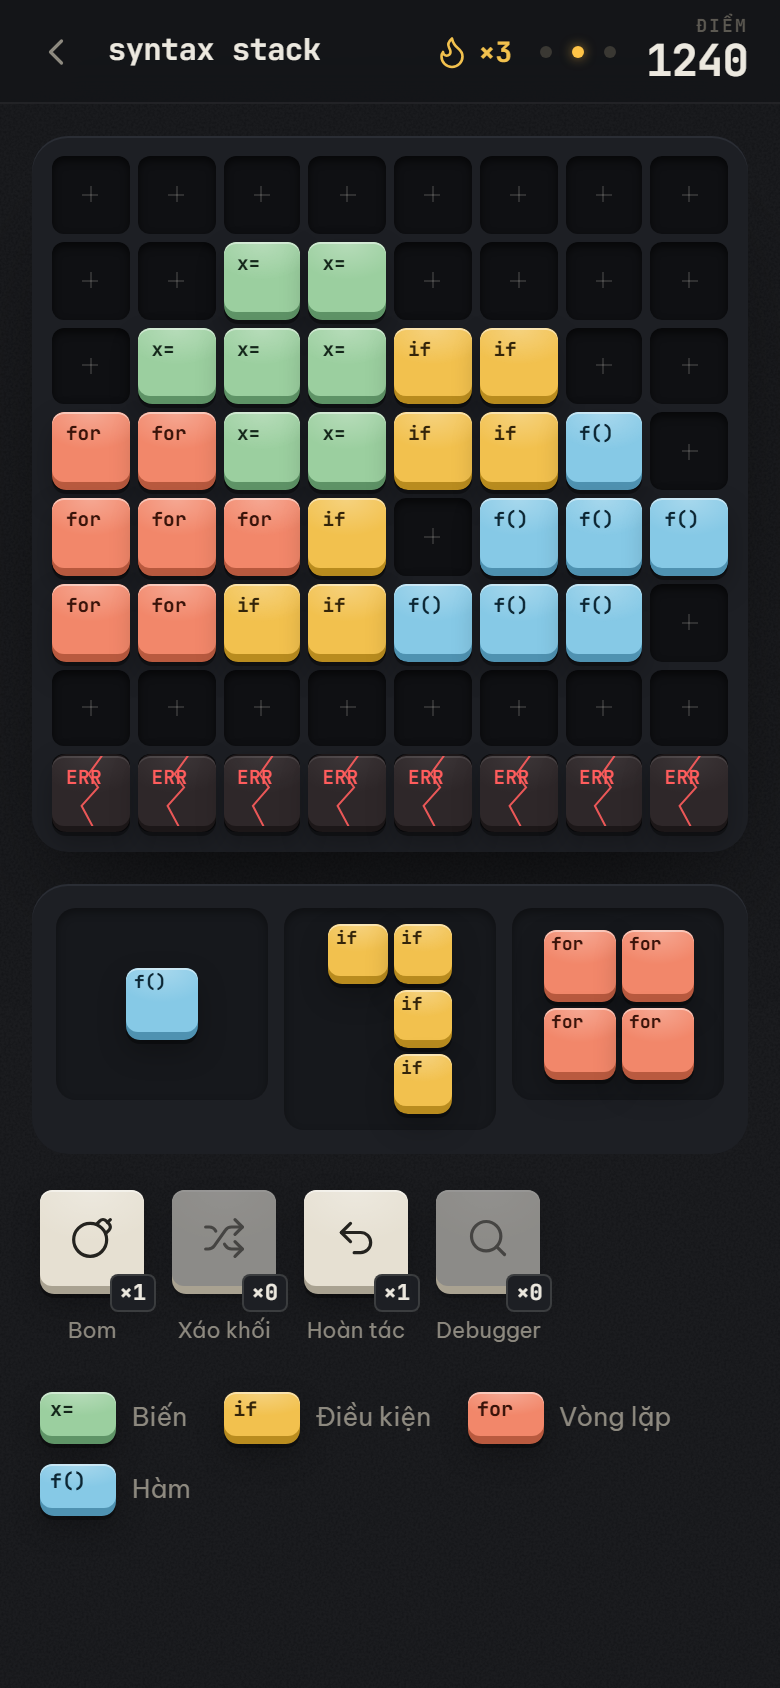 syntax stack ×3 ĐIỂM
1240
x= x=
x= x= x= if if
for for x= x= if if f()
for for for if f() f() f()
for for if if f() f() f()
ERR ERR ERR ERR ERR ERR ERR ERR
f() if if for for
if for for
if
×1 ×0 ×1 ×0
Bom Xáo khối Hoàn tác Debugger
x= Biến if Điều kiện for Vòng lặp
f() Hàm